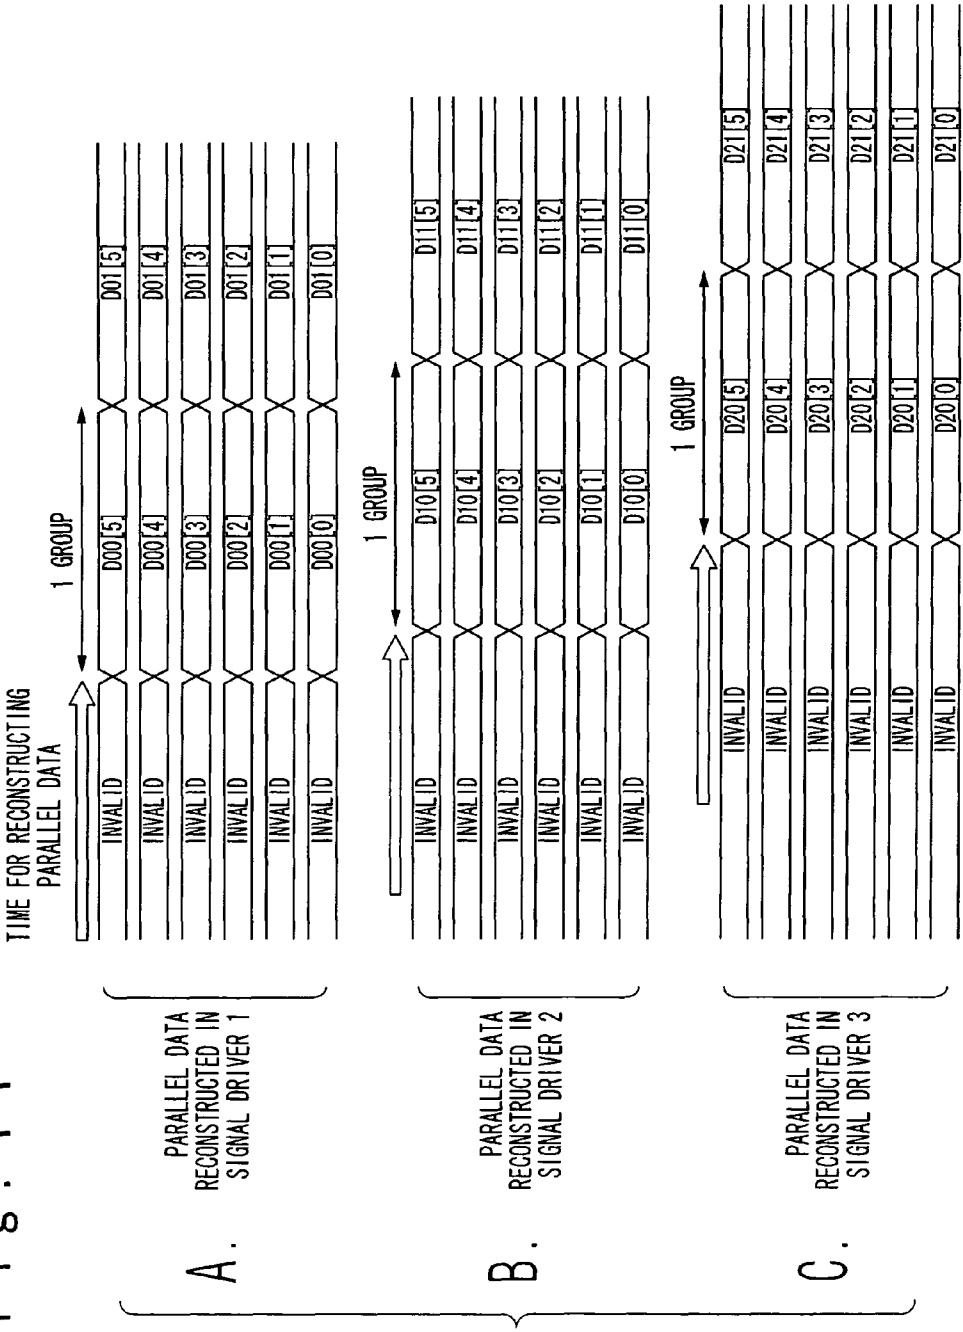 TIME FOR RECONSTRUCTING
PARALLEL DATA
1 GROUP
A.
PARALLEL DATA
RECONSTRUCTED IN
SIGNAL DRIVER 1
INVALID D00[5] D01[5]
INVALID D00[4] D01[4]
INVALID D00[3] D01[3]
INVALID D00[2] D01[2]
INVALID D00[1] D01[1]
INVALID D00[0] D01[0]
1 GROUP
B.
PARALLEL DATA
RECONSTRUCTED IN
SIGNAL DRIVER 2
INVALID D10[5] D11[5]
INVALID D10[4] D11[4]
INVALID D10[3] D11[3]
INVALID D10[2] D11[2]
INVALID D10[1] D11[1]
INVALID D10[0] D11[0]
1 GROUP
C.
PARALLEL DATA
RECONSTRUCTED IN
SIGNAL DRIVER 3
INVALID D20[5] D21[5]
INVALID D20[4] D21[4]
INVALID D20[3] D21[3]
INVALID D20[2] D21[2]
INVALID D20[1] D21[1]
INVALID D20[0] D21[0]